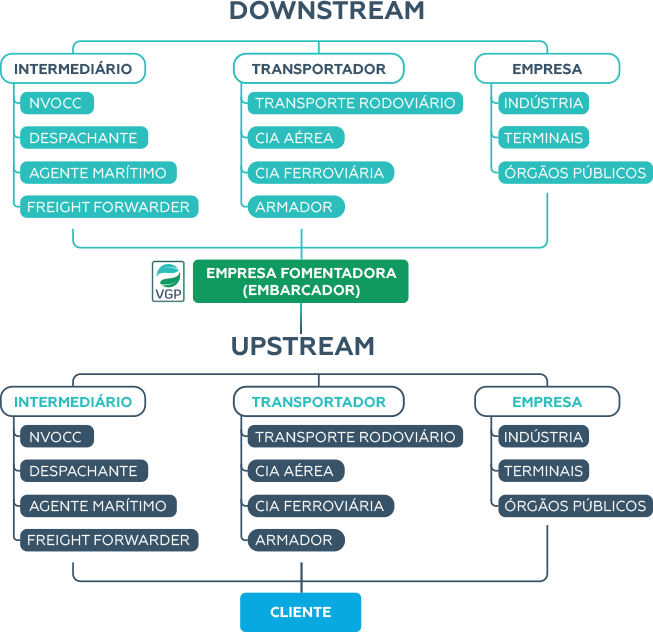 DOWNSTREAM
INTERMEDIÁRIO
NVOCC
DESPACHANTE
AGENTE MARÍTIMO
FREIGHT FORWARDER
TRANSPORTADOR
TRANSPORTE RODOVIÁRIO
CIA AÉREA
CIA FERROVIÁRIA
ARMADOR
EMPRESA
INDÚSTRIA
TERMINAIS
ÓRGÃOS PÚBLICOS
VGP
EMPRESA FOMENTADORA
(EMBARCADOR)
UPSTREAM
INTERMEDIÁRIO
NVOCC
DESPACHANTE
AGENTE MARÍTIMO
FREIGHT FORWARDER
TRANSPORTADOR
TRANSPORTE RODOVIÁRIO
CIA AÉREA
CIA FERROVIÁRIA
ARMADOR
EMPRESA
INDÚSTRIA
TERMINAIS
ÓRGÃOS PÚBLICOS
CLIENTE